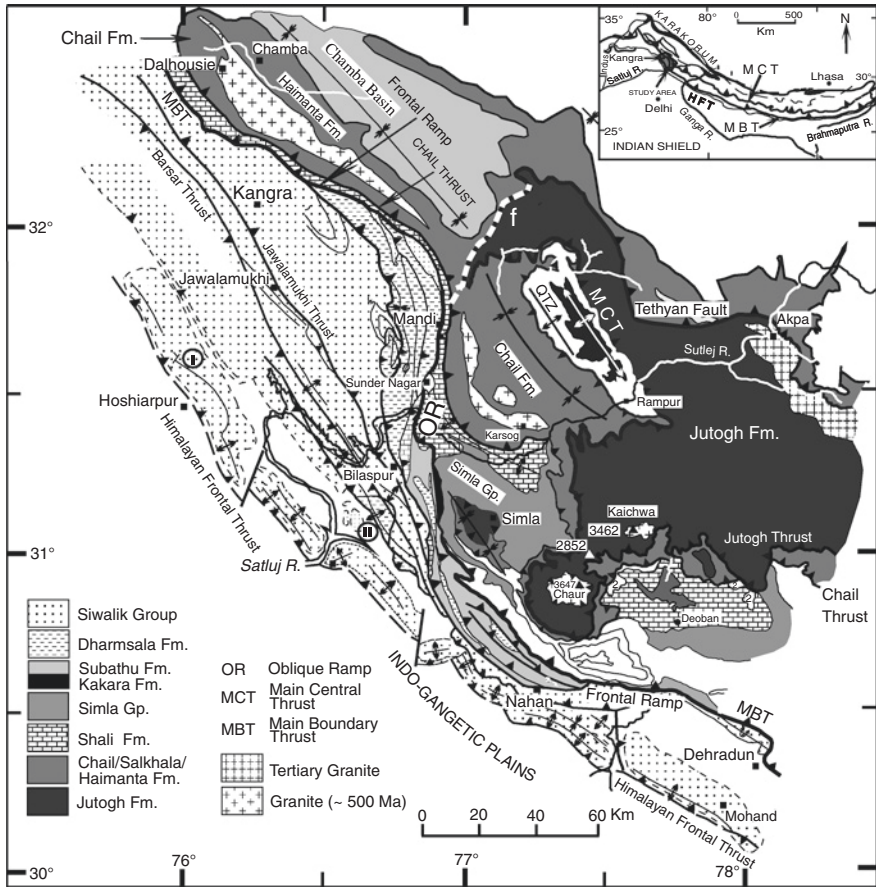 Chail Fm.
Chamba
Dalhousie
Chamba Basin
Haimanta Fm.
Frontal Ramp
CHAIL THRUST
MBT
Barsar Thrust
Kangra
Jawalamukhi
Jawalamukhi Thrust
32°
f
QTZ
MCT
Tethyan Fault
Akpa
Sutlej R.
Mandi
Chail Fm.
Sunder Nagar
Rampur
I
Hoshiarpur
OR
Karsog
Jutogh Fm.
Himalayan Frontal Thrust
Bilaspur
Simla Gp.
Simla
Kaichwa
3462
2852
II
31°
Satluj R.
Jutogh Thrust
3647
Chaur
2
2
Deoban
Chail
Thrust
INDO-GANGETIC PLAINS
Nahan
Frontal Ramp
MBT
Dehradun
Mohand
Himalayan Frontal Thrust
35°
80°
0 500
Km
N
KARAKORUM
Indus
Kangra
Satluj R.
MCT
Lhasa
STUDY AREA
Delhi
HFT
30°
Ganga R.
MBT
Brahmaputra R.
25°
INDIAN SHIELD
Siwalik Group
Dharmsala Fm.
Subathu Fm.
Kakara Fm.
Simla Gp.
Shali Fm.
Chail/Salkhala/
Haimanta Fm.
Jutogh Fm.
OR Oblique Ramp
MCT Main Central
Thrust
MBT Main Boundary
Thrust
Tertiary Granite
Granite (~ 500 Ma)
0 20 40 60 Km
30°
76°
77°
78°